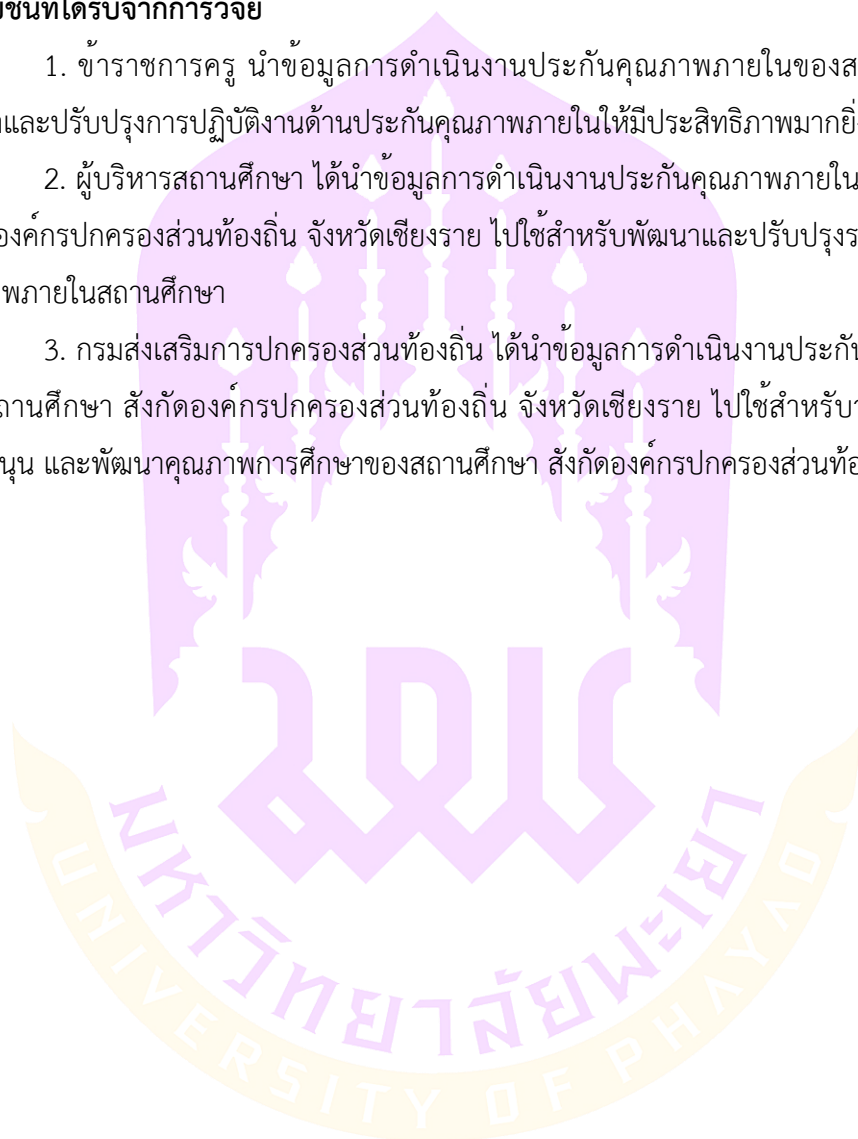 ยชน์ที่ได้รับจากการวิจัย
1. ข้าราชการครู นำข้อมูลการดำเนินงานประกันคุณภาพภายในของส
และปรับปรุงการปฏิบัติงานด้านประกันคุณภาพภายในให้มีประสิทธิภาพมากยิ่
2. ผู้บริหารสถานศึกษา ได้นำข้อมูลการดำเนินงานประกันคุณภาพภายใน
องค์กรปกครองส่วนท้องถิ่น จังหวัดเชียงราย ไปใช้สำหรับพัฒนาและปรับปรุงร
พภายในสถานศึกษา
3. กรมส่งเสริมการปกครองส่วนท้องถิ่น ได้นำข้อมูลการดำเนินงานประกัน
ถานศึกษา สังกัดองค์กรปกครองส่วนท้องถิ่น จังหวัดเชียงราย ไปใช้สำหรับ
นุน และพัฒนาคุณภาพการศึกษาของสถานศึกษา สังกัดองค์กรปกครองส่วนท้อ
มหาวิทยาลัยพะเยา
UNIVERSITY OF PHAYAO